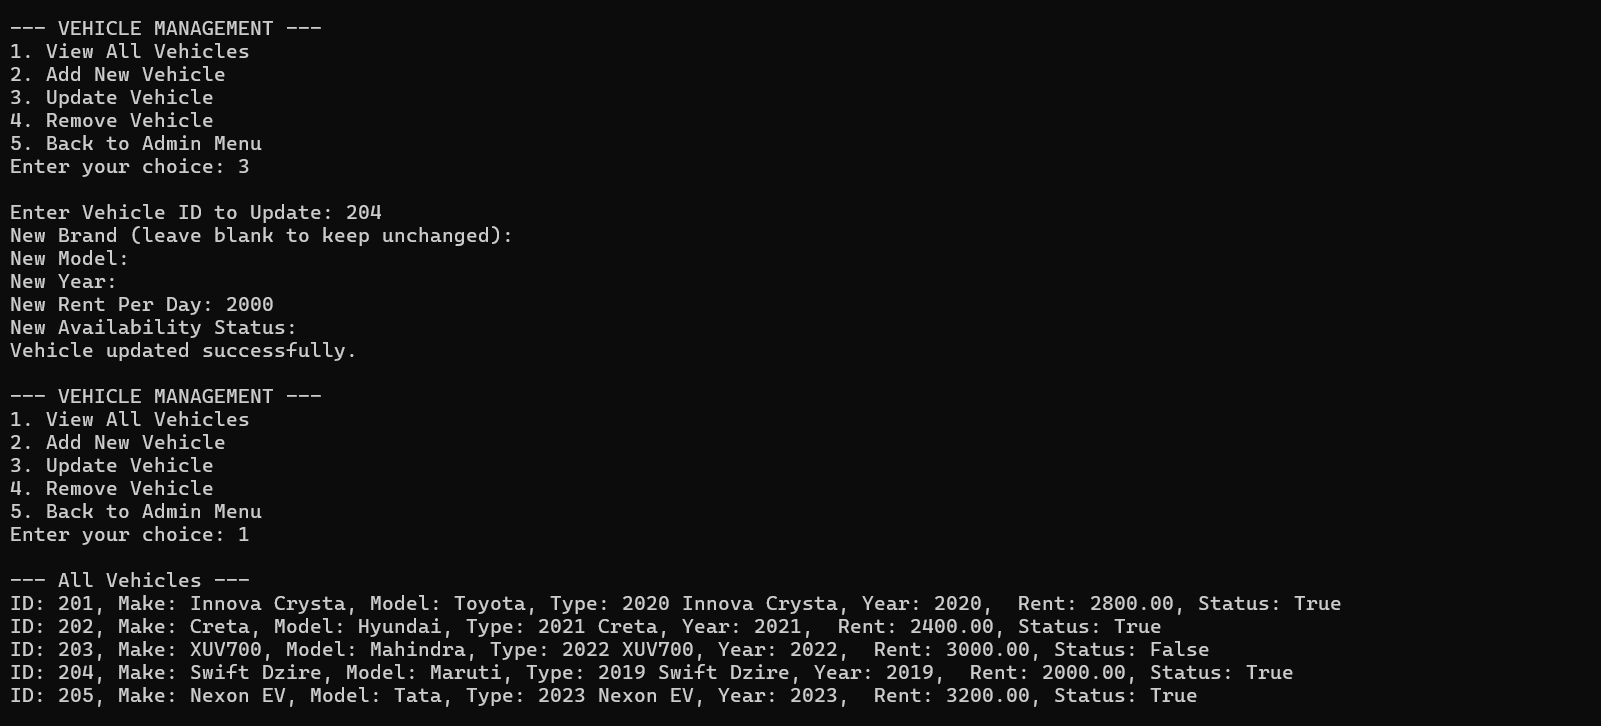 --- VEHICLE MANAGEMENT ---
1. View All Vehicles
2. Add New Vehicle
3. Update Vehicle
4. Remove Vehicle
5. Back to Admin Menu
Enter your choice: 3
Enter Vehicle ID to Update: 204
New Brand (leave blank to keep unchanged):
New Model:
New Year:
New Rent Per Day: 2000
New Availability Status:
Vehicle updated successfully.
--- VEHICLE MANAGEMENT ---
1. View All Vehicles
2. Add New Vehicle
3. Update Vehicle
4. Remove Vehicle
5. Back to Admin Menu
Enter your choice: 1
--- All Vehicles ---
ID: 201, Make: Innova Crysta, Model: Toyota, Type: 2020 Innova Crysta, Year: 2020,  Rent: 2800.00, Status: True
ID: 202, Make: Creta, Model: Hyundai, Type: 2021 Creta, Year: 2021,  Rent: 2400.00, Status: True
ID: 203, Make: XUV700, Model: Mahindra, Type: 2022 XUV700, Year: 2022,  Rent: 3000.00, Status: False
ID: 204, Make: Swift Dzire, Model: Maruti, Type: 2019 Swift Dzire, Year: 2019,  Rent: 2000.00, Status: True
ID: 205, Make: Nexon EV, Model: Tata, Type: 2023 Nexon EV, Year: 2023,  Rent: 3200.00, Status: True